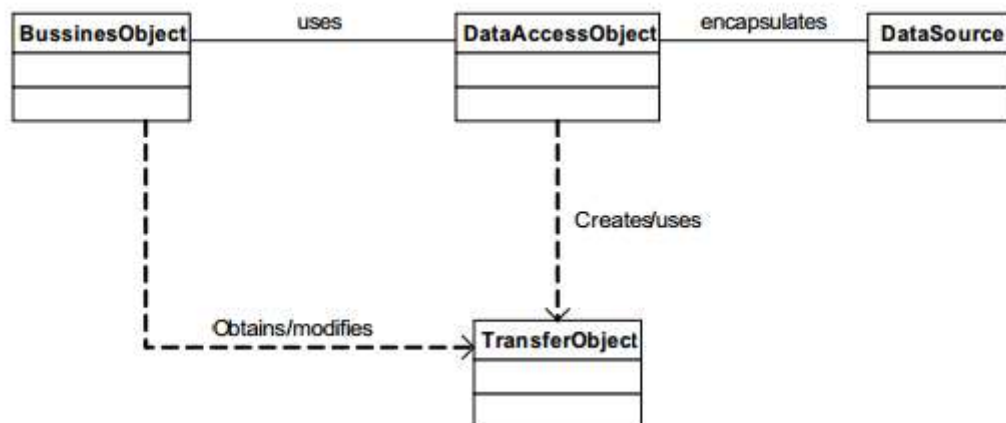 uses
encapsulates
BussinesObject
DataAccessObject
DataSource
Creates/uses
Obtains/modifies
TransferObject